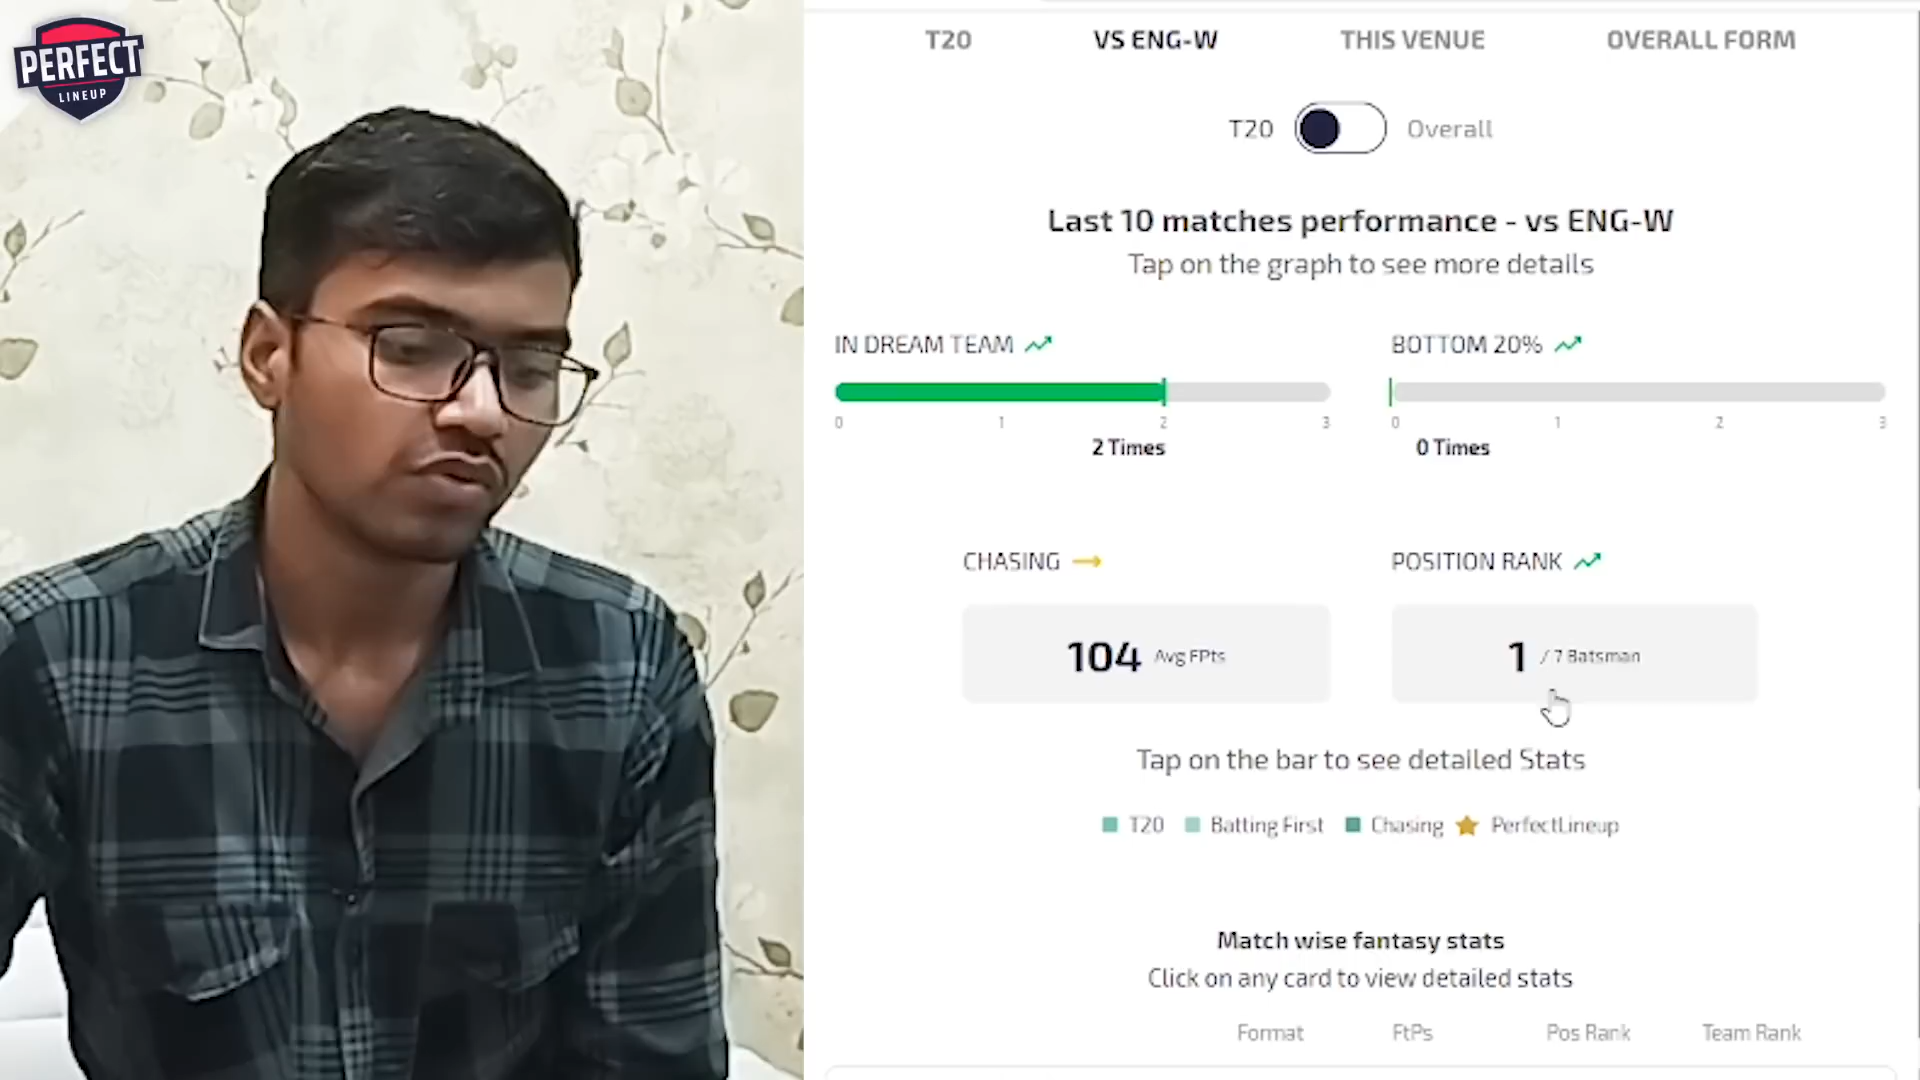 PERFECT
LINEUP
T20 VS ENG-W THIS VENUE OVERALL FORM
T20 Overall
Last 10 matches performance - vs ENG-W
Tap on the graph to see more details
IN DREAM TEAM BOTTOM 20%
0 1 2 3 0 1 2 3
2 Times 0 Times
CHASING POSITION RANK
104 Avg FPts 1 / 7 Batsman
Tap on the bar to see detailed Stats
T20 Batting First Chasing PerfectLineup
Match wise fantasy stats
Click on any card to view detailed stats
Format FtPs Pos Rank Team Rank